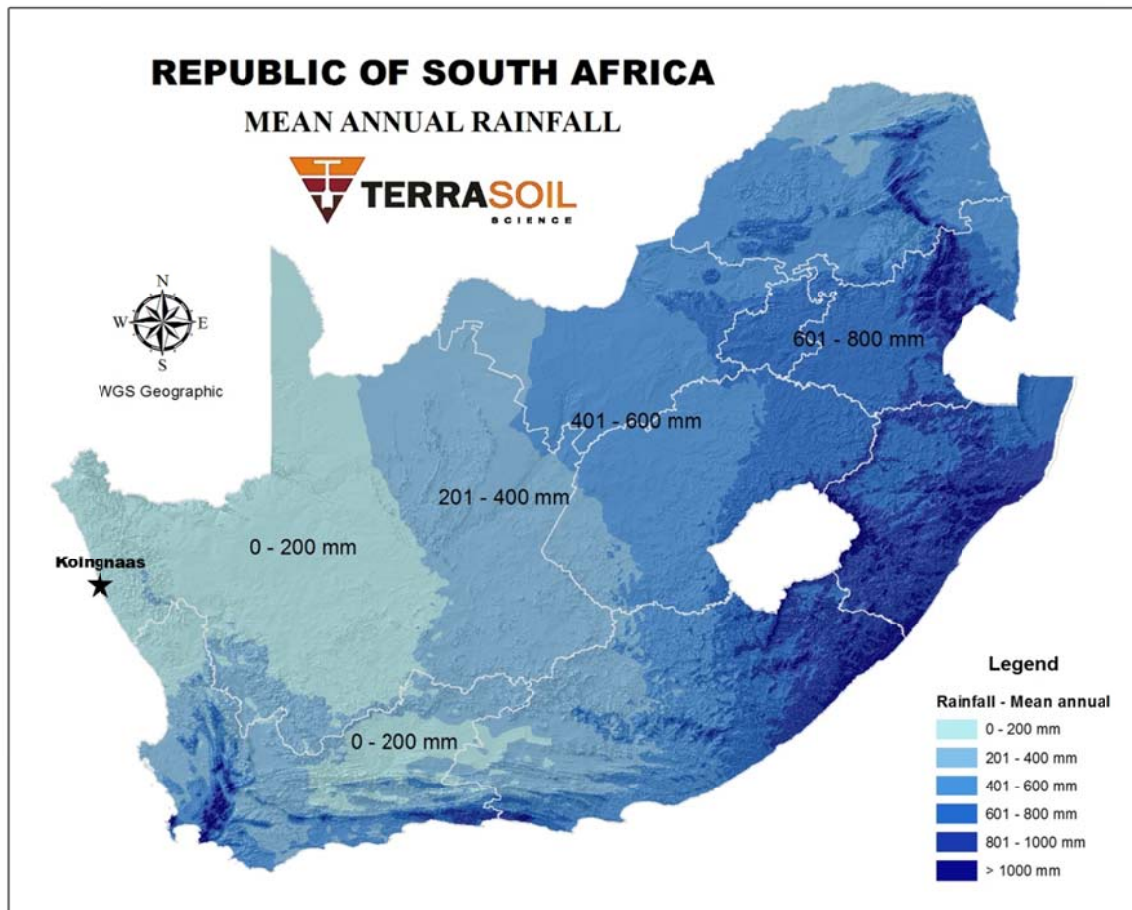 REPUBLIC OF SOUTH AFRICA
MEAN ANNUAL RAINFALL
TERRASOIL
SCIENCE
N
W E
S
WGS Geographic
601 - 800 mm
401 - 600 mm
201 - 400 mm
0 - 200 mm
Koingnaas
0 - 200 mm
Legend
Rainfall - Mean annual
0 - 200 mm
201 - 400 mm
401 - 600 mm
601 - 800 mm
801 - 1000 mm
> 1000 mm